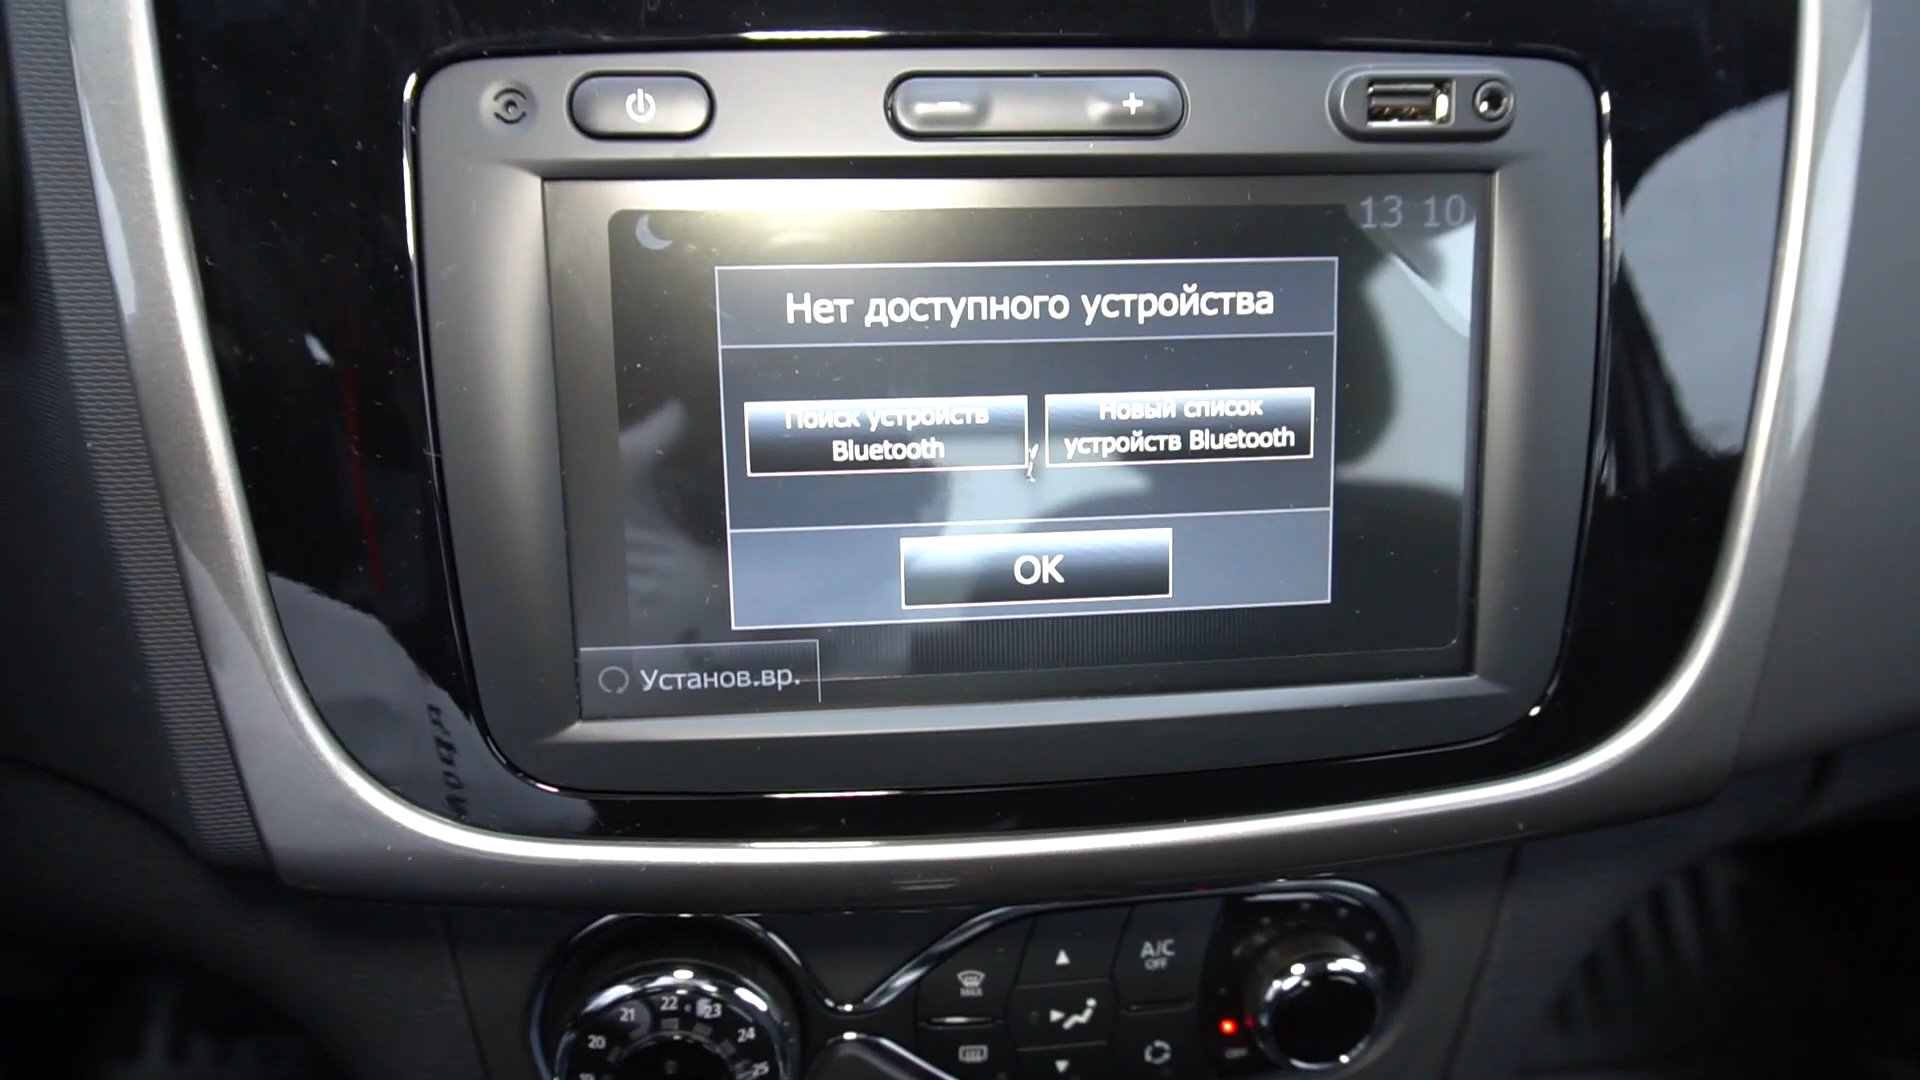 13 10
Нет доступного устройства
Поиск устройств
Bluetooth
Новый список
устройств Bluetooth
OK
Установ.вр.
A/C
OFF
MAX
20
21
22
23
24
25
OFF